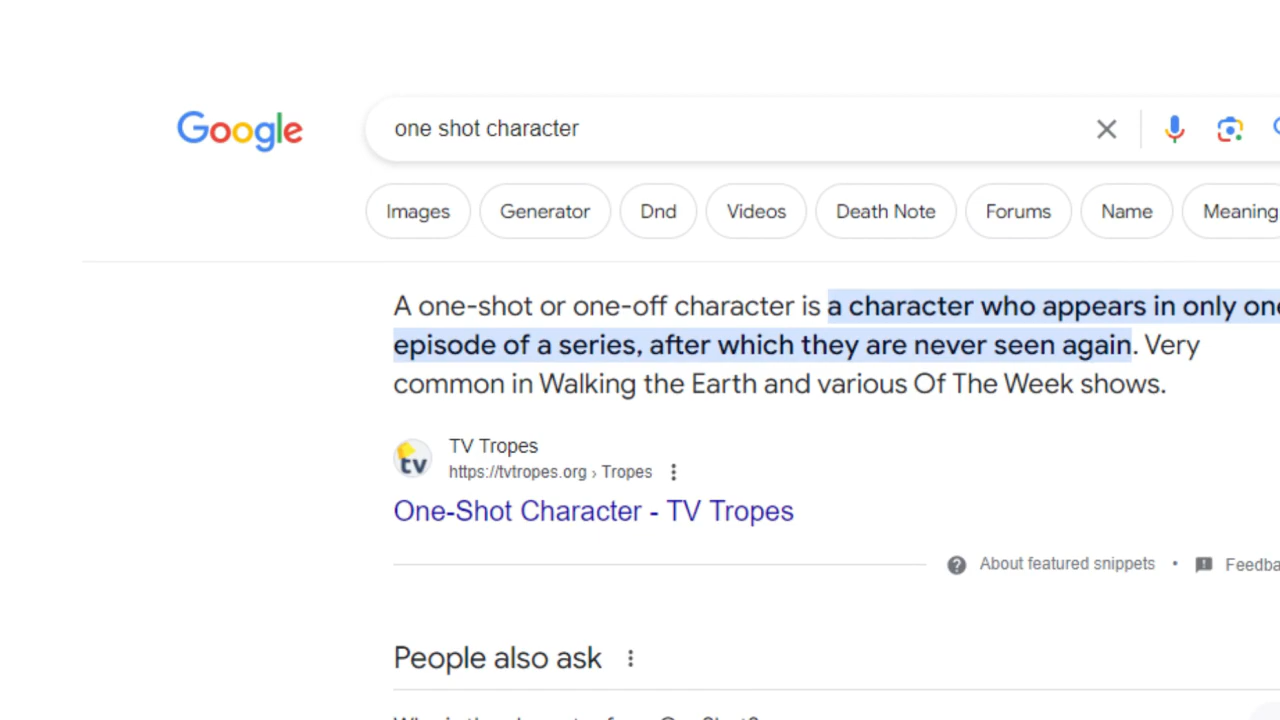 Google
one shot character
Images Generator Dnd Videos Death Note Forums Name Meaning
A one-shot or one-off character is a character who appears in only one
episode of a series, after which they are never seen again. Very
common in Walking the Earth and various Of The Week shows.
tv
TV Tropes
https://tvtropes.org › Tropes
One-Shot Character - TV Tropes
About featured snippets • Feedba
People also ask